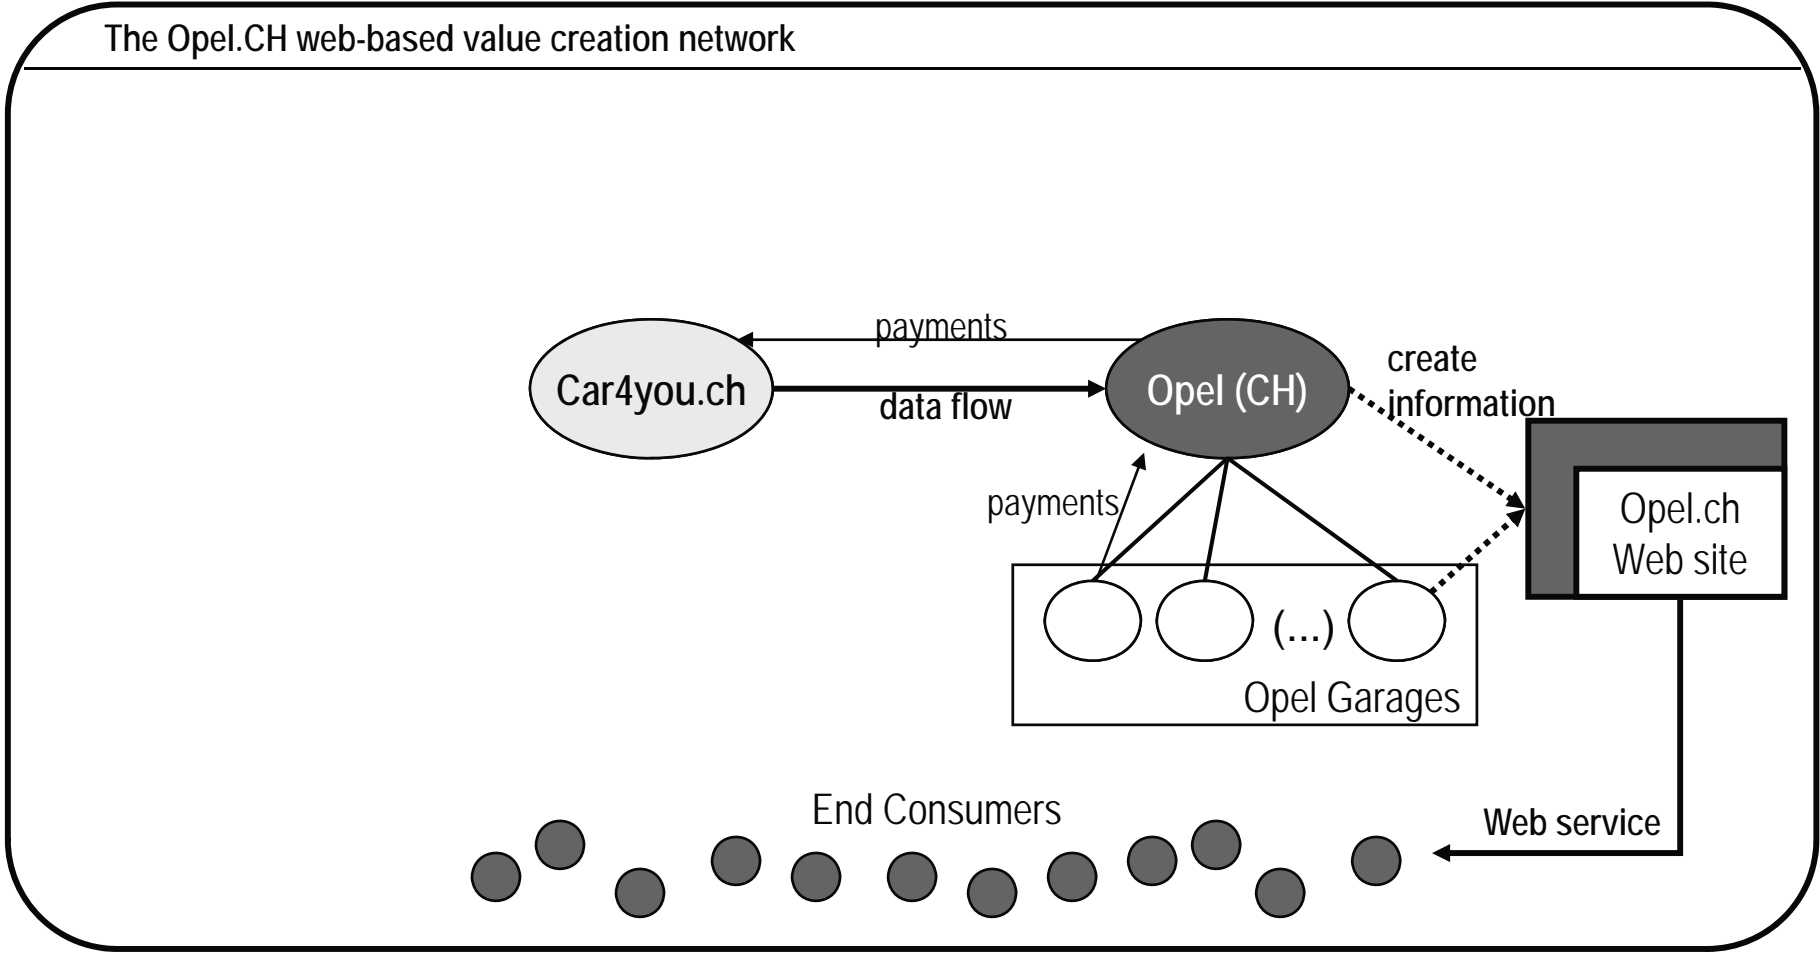 The Opel.CH web-based value creation network
payments
create
information
Car4you.ch
Opel (CH)
data flow
payments
Opel.ch
Web site
(...)
Opel Garages
End Consumers
Web service